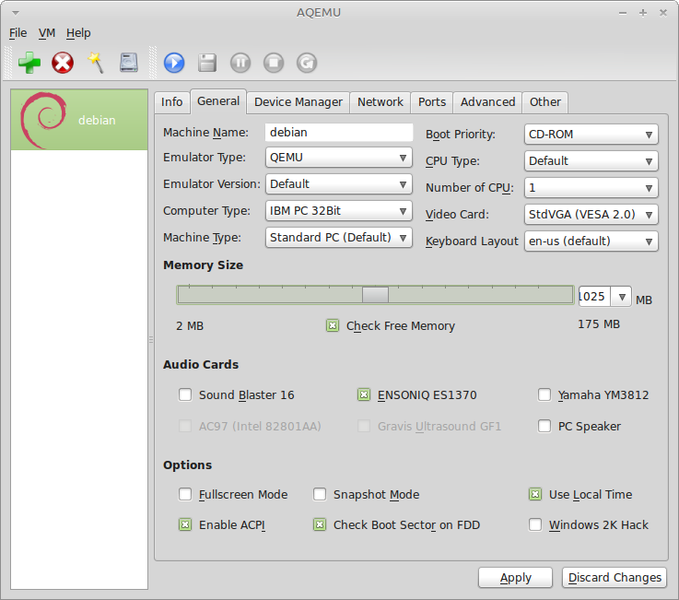 AQEMU
File VM Help
Info General Device Manager Network Ports Advanced Other
debian
Machine Name: debian
Boot Priority: CD-ROM
Emulator Type: QEMU
CPU Type: Default
Emulator Version: Default
Number of CPU: 1
Computer Type: IBM PC 32Bit
Video Card: StdVGA (VESA 2.0)
Machine Type: Standard PC (Default)
Keyboard Layout en-us (default)
Memory Size
1025 MB
2 MB Check Free Memory 175 MB
Audio Cards
Sound Blaster 16 ENSONIQ ES1370 Yamaha YM3812
AC97 (Intel 82801AA) Gravis Ultrasound GF1 PC Speaker
Options
Fullscreen Mode Snapshot Mode Use Local Time
Enable ACPI Check Boot Sector on FDD Windows 2K Hack
Apply Discard Changes